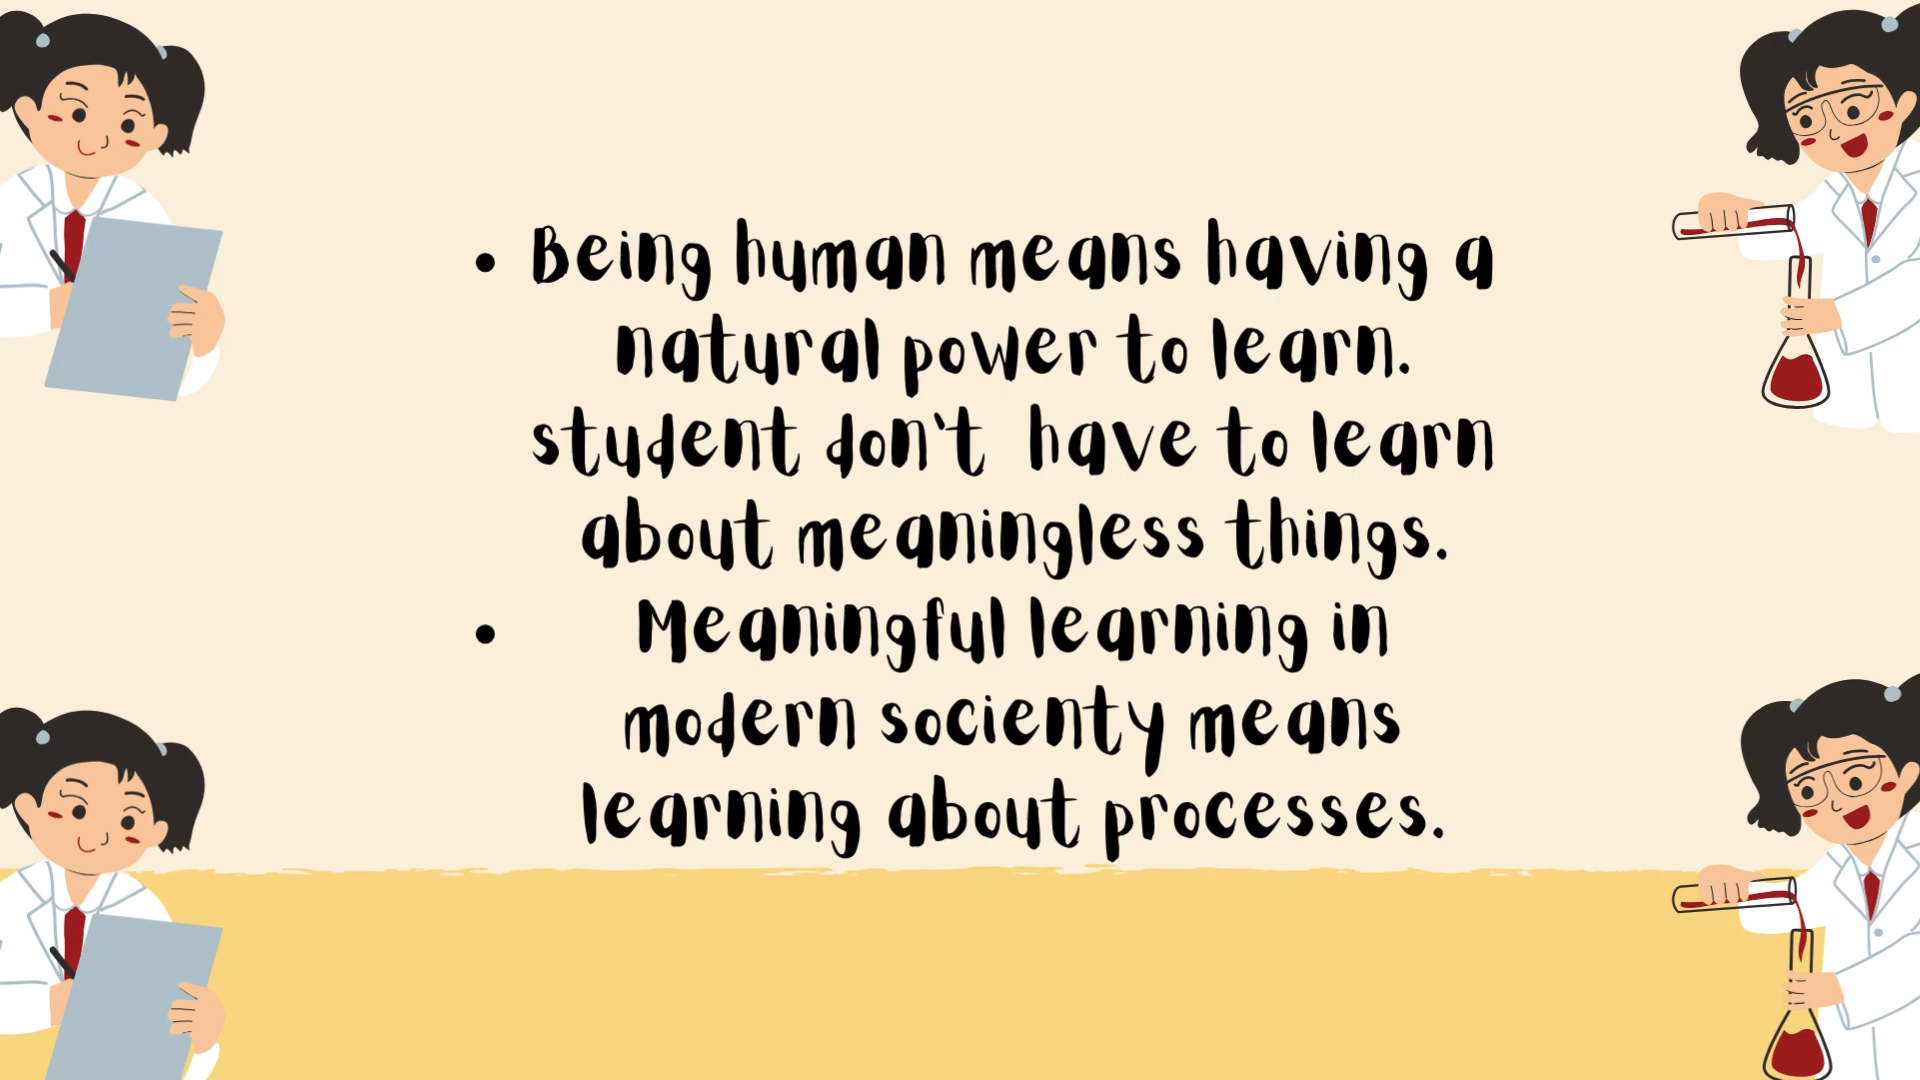 • Being human means having a
natural power to learn.
student don't have to learn
about meaningless things.
• Meaningful learning in
modern socienty means
learning about processes.